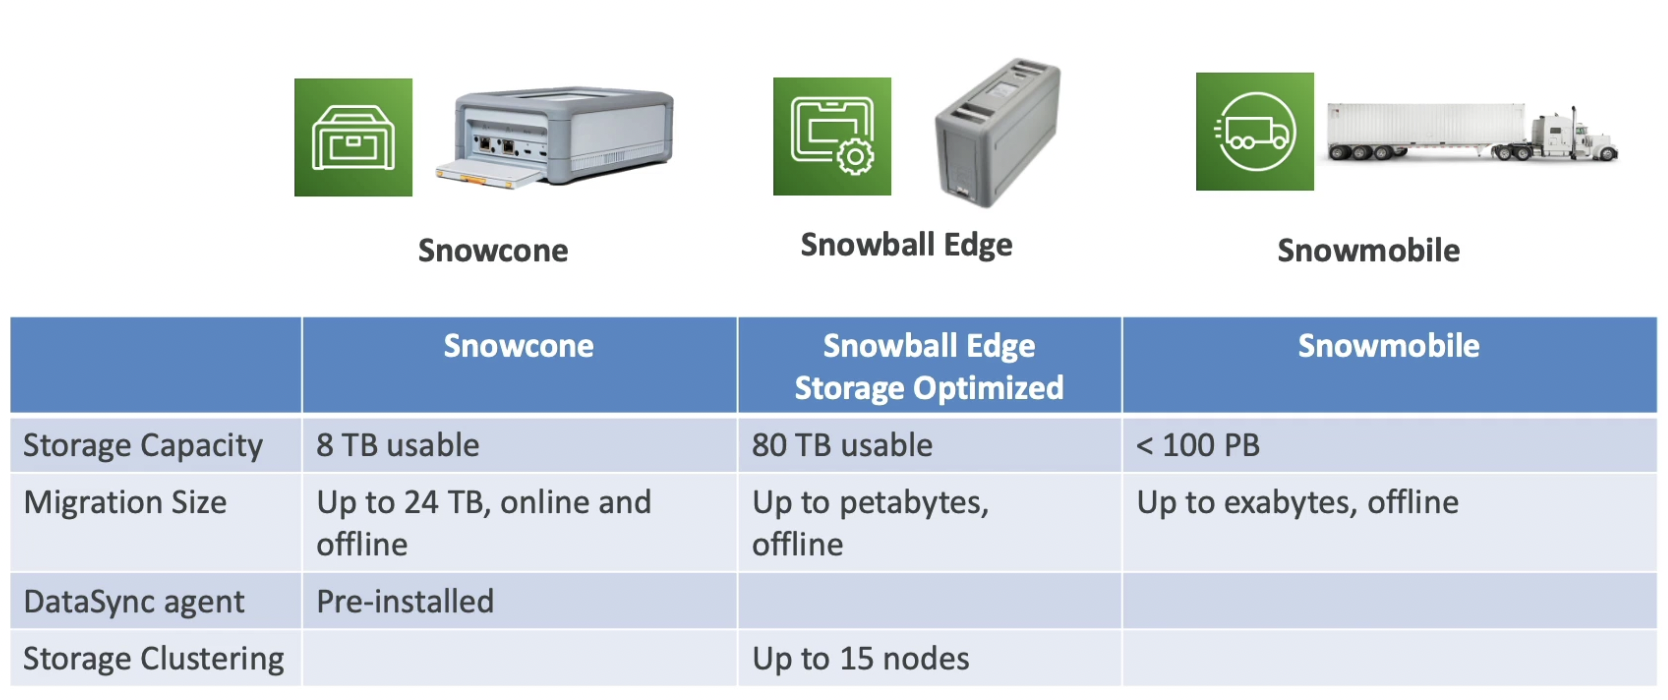 Snowcone
Snowball Edge
Snowmobile
Snowcone
Snowball Edge
Storage Optimized
Snowmobile
Storage Capacity
8 TB usable
80 TB usable
< 100 PB
Migration Size
Up to 24 TB, online and
offline
Up to petabytes,
offline
Up to exabytes, offline
DataSync agent
Pre-installed
Storage Clustering
Up to 15 nodes